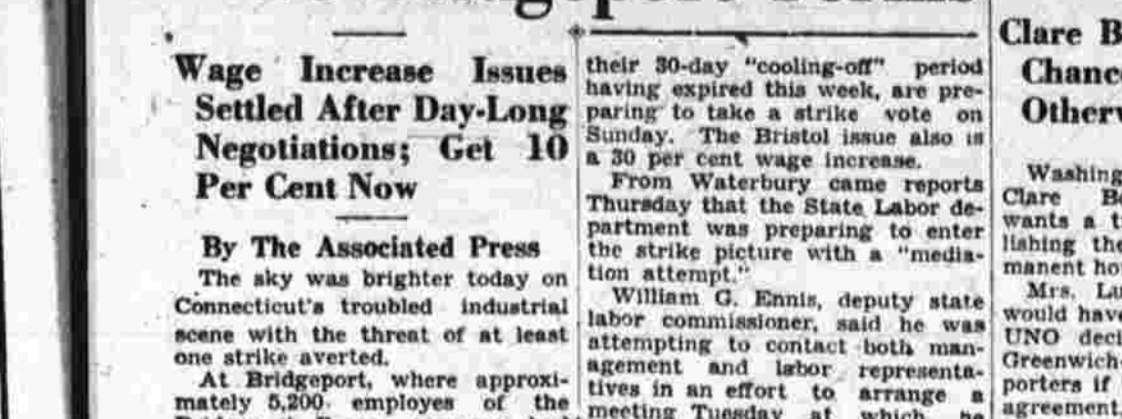 Wage Increase Issues
Settled After Day-Long
Negotiations; Get 10
Per Cent Now
By The Associated Press
The sky was brighter today on
Connecticut's troubled industrial
scene with the threat of at least
one strike averted.
At Bridgeport, where approxi-
mately 5,200 employes of the
their 30-day "cooling-off" period
having expired this week, are pre-
paring to take a strike vote on
Sunday. The Bristol issue also is
a 30 per cent wage increase.
From Waterbury came reports
Thursday that the State Labor de-
partment was preparing to enter
the strike picture with a "media-
tion attempt."
William G. Ennis, deputy state
labor commissioner, said he was
attempting to contact both man-
agement and labor representa-
tives in an effort to arrange a
meeting Tuesday at which he
Clare B
Chanc
Other
Washing
Clare
wants a
lishing the
manent
Mrs.
would have
UNO deci
Greenwich-
porters if
agreement.